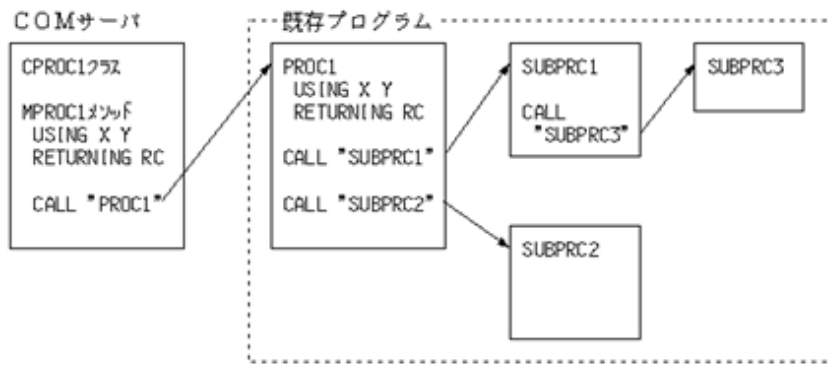 COMサーバ
既存プログラム
CPROC1クラス
MPROC1メソッド
USING X Y
RETURNING RC
CALL "PROC1"
PROC1
USING X Y
RETURNING RC
CALL "SUBPRC1"
CALL "SUBPRC2"
SUBPRC1
CALL
"SUBPRC3"
SUBPRC3
SUBPRC2